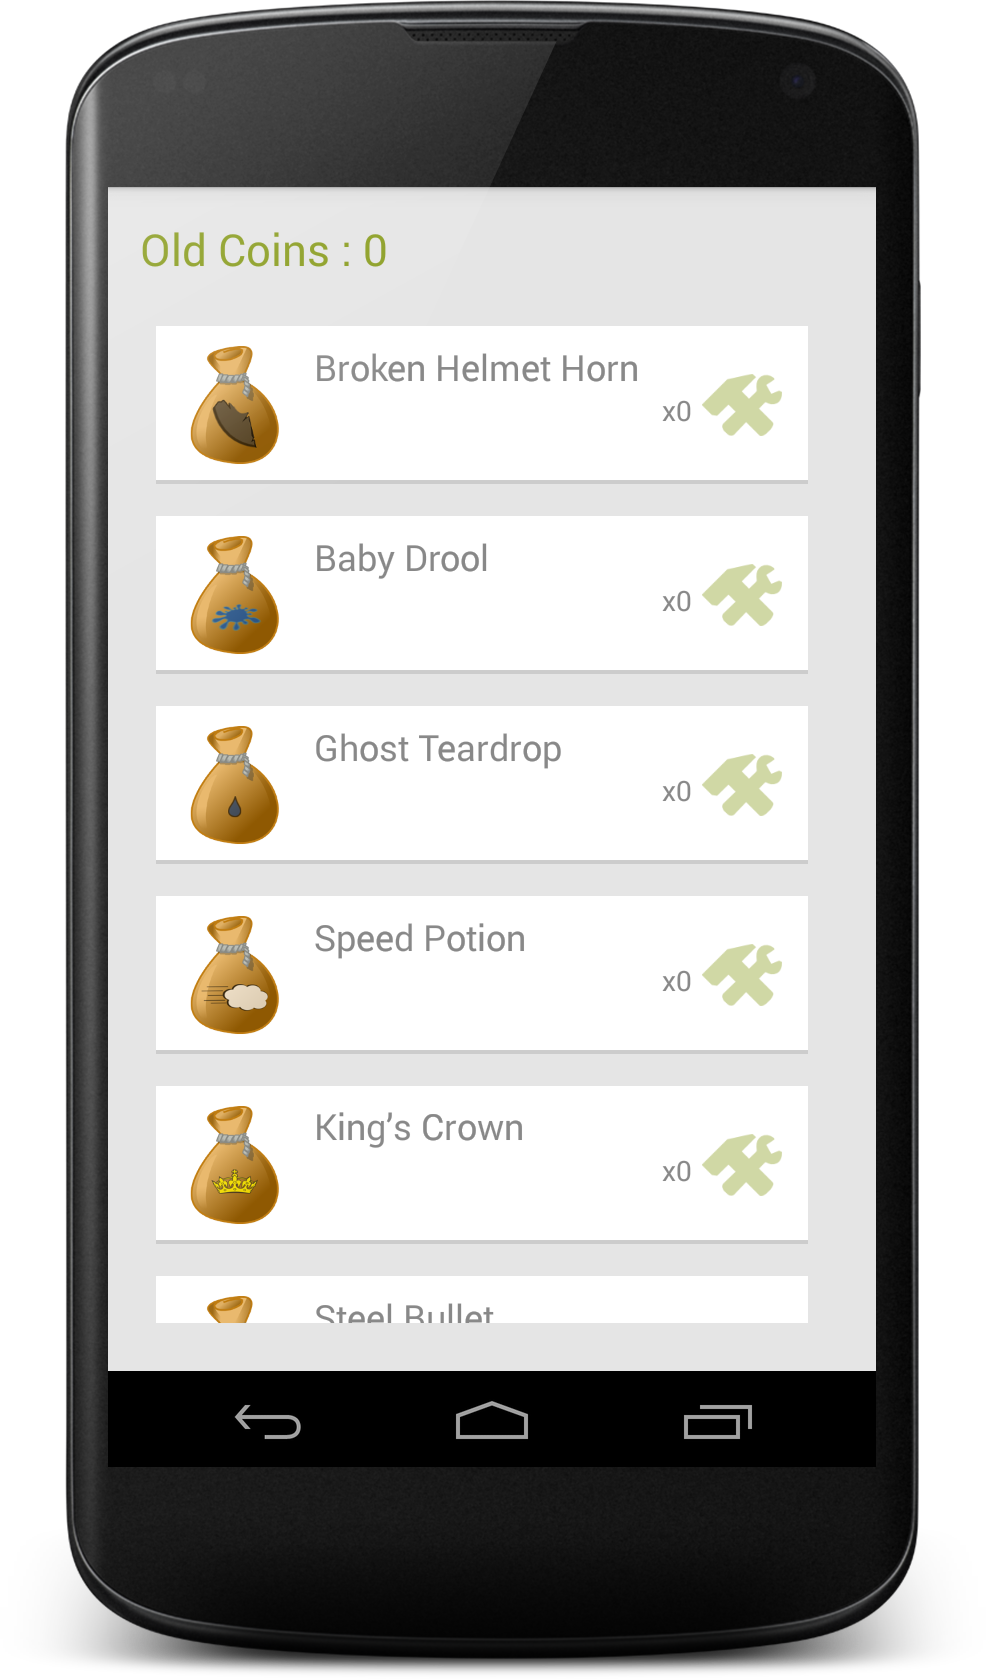 Old Coins : 0
Broken Helmet Horn
x0
Baby Drool
x0
Ghost Teardrop
x0
Speed Potion
x0
King’s Crown
x0
Steel Bullet